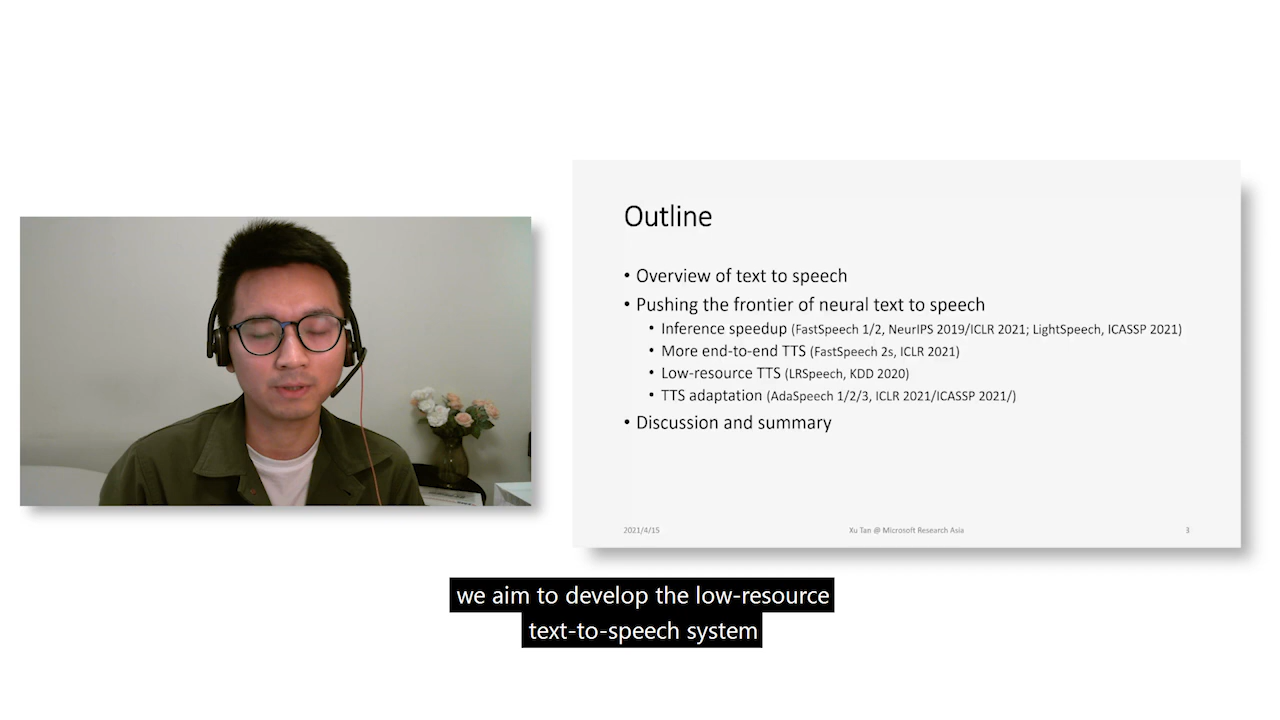 Outline
• Overview of text to speech
• Pushing the frontier of neural text to speech
• Inference speedup (FastSpeech 1/2, NeurIPS 2019/ICLR 2021; LightSpeech, ICASSP 2021)
• More end-to-end TTS (FastSpeech 2s, ICLR 2021)
• Low-resource TTS (LRSpeech, KDD 2020)
• TTS adaptation (AdaSpeech 1/2/3, ICLR 2021/ICASSP 2021/)
• Discussion and summary
2021/4/15 Xu Tan @ Microsoft Research Asia 3
we aim to develop the low-resource
text-to-speech system